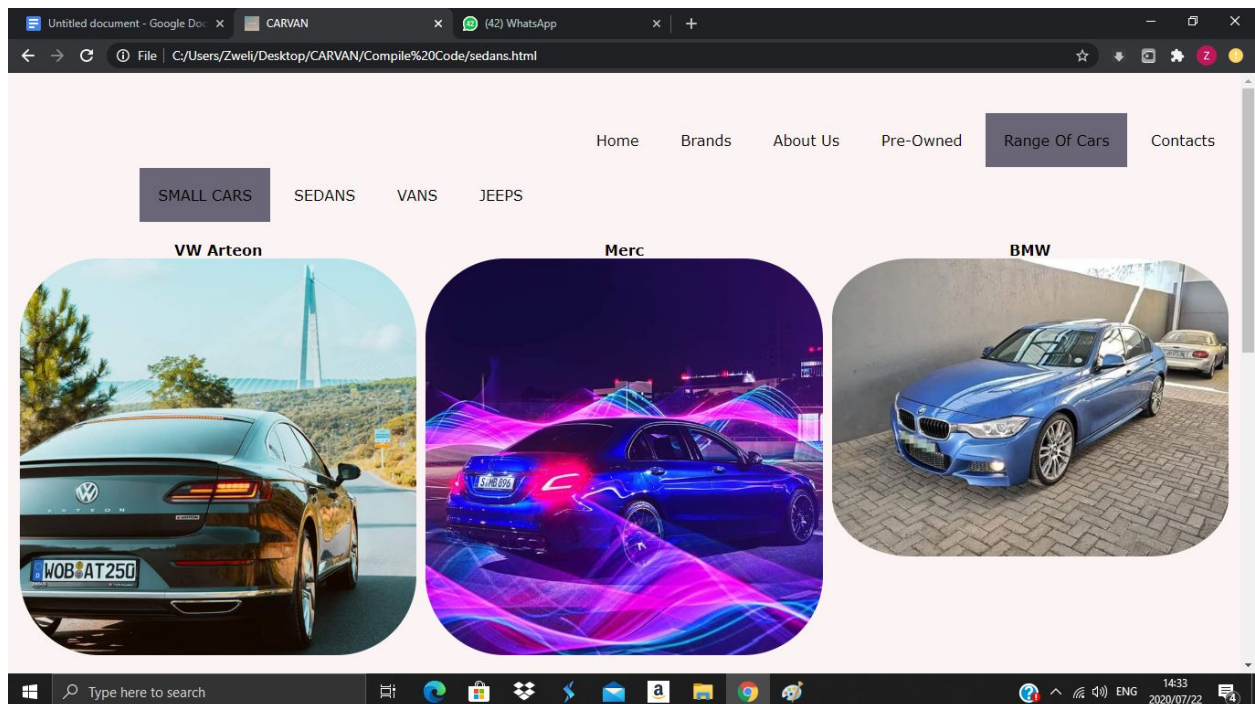 Untitled document - Google Doc
CARVAN
(42) WhatsApp
File C:/Users/Zweli/Desktop/CARVAN/Compile%20Code/sedans.html
Z
Home Brands About Us Pre-Owned Range Of Cars Contacts
SMALL CARS SEDANS VANS JEEPS
VW Arteon Merc BMW
ARTEON
WOB AT250
S:MB 896
Type here to search
a
ENG
14:33
2020/07/22
4